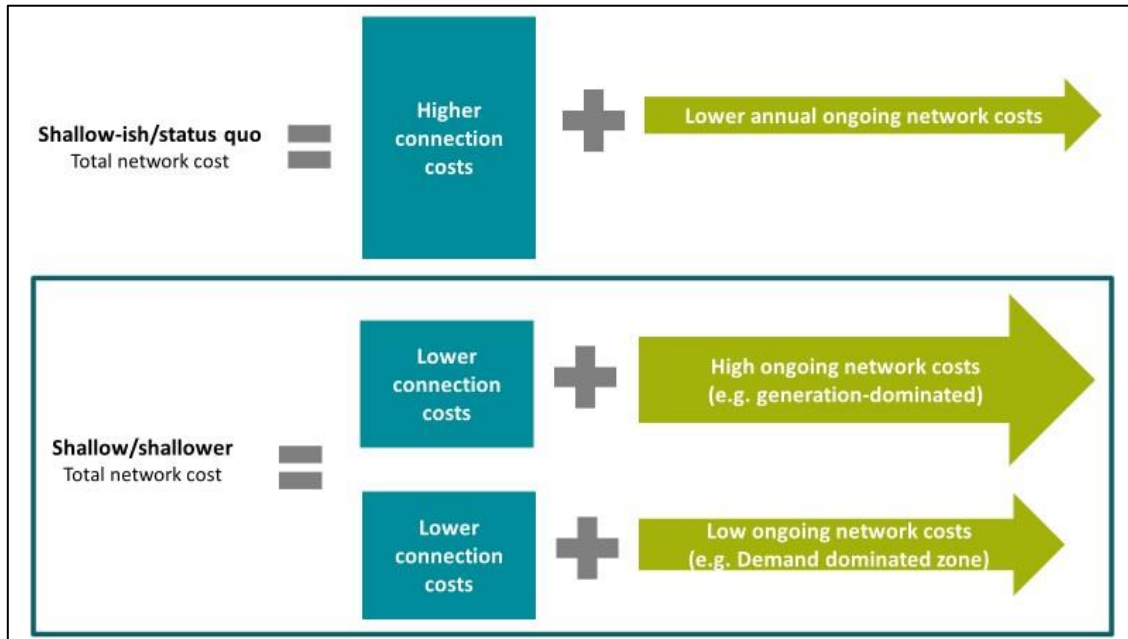 Shallow-ish/status quo
Total network cost
Higher
connection
costs
Lower annual ongoing network costs
Shallow/shallower
Total network cost
Lower
connection
costs
High ongoing network costs
(e.g. generation-dominated)
Lower
connection
costs
Low ongoing network costs
(e.g. Demand dominated zone)